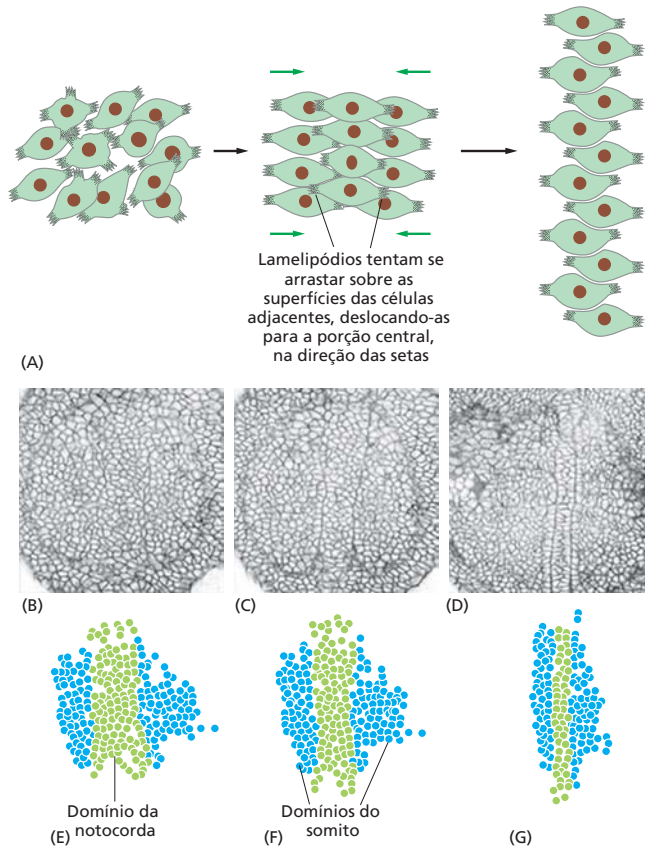 Lamelipódios tentam se
arrastar sobre as
superfícies das células
adjacentes, deslocando-as
para a porção central,
na direção das setas
(A)
(B)
(C)
(D)
Domínio da
notocorda
(E)
Domínios do
somito
(F)
(G)